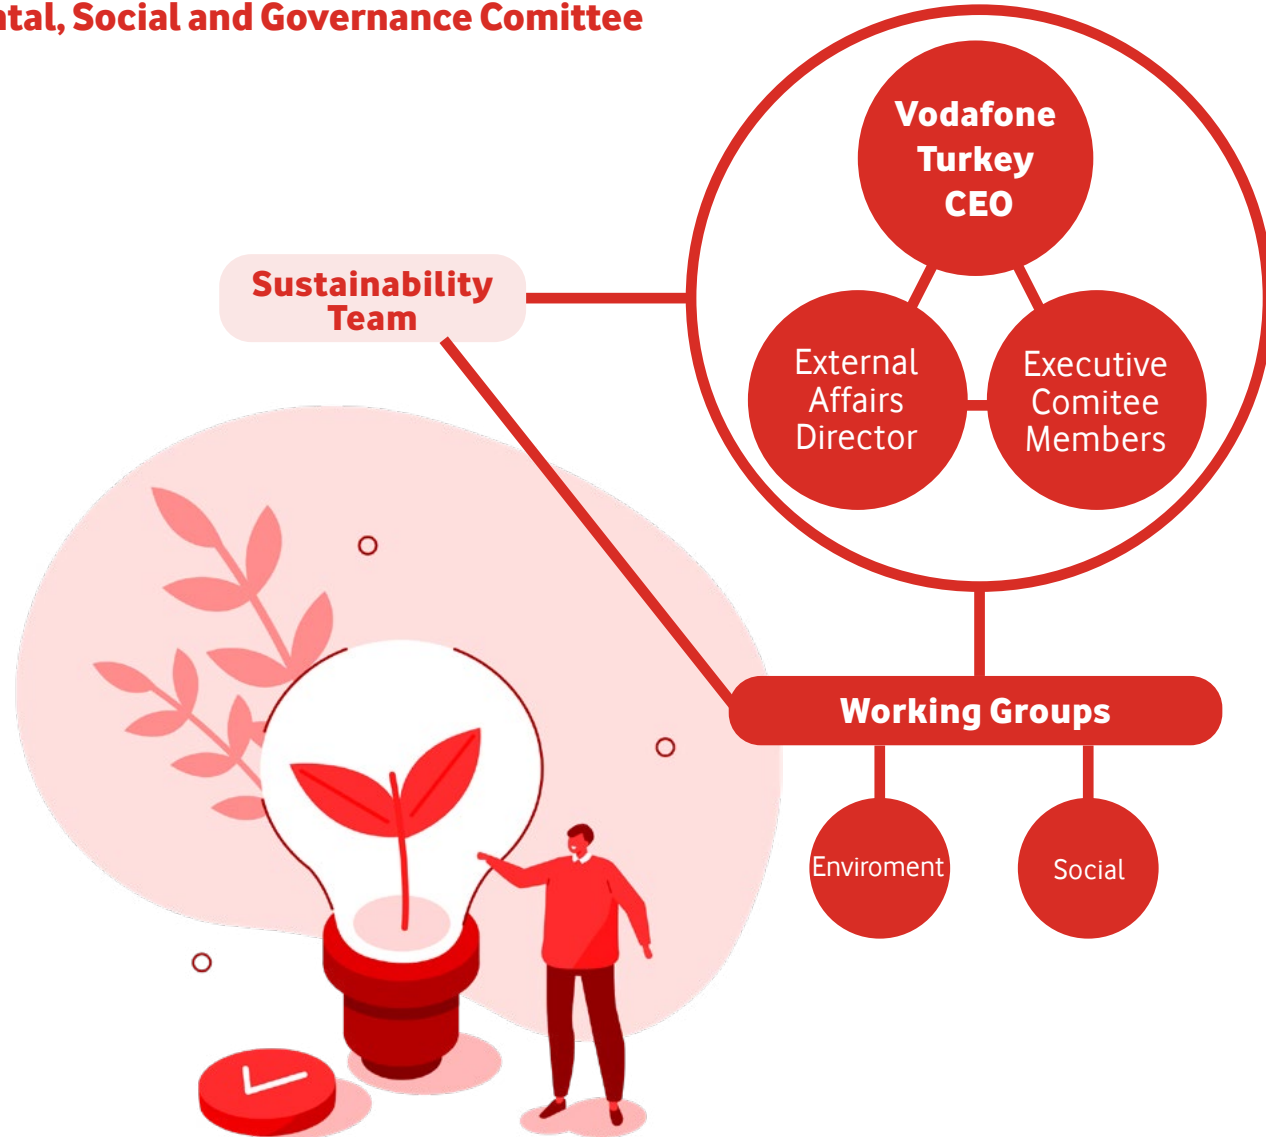 Social and Governance Comittee
Vodafone
Turkey
CEO
Sustainability
Team
External
Affairs
Director
Executive
Comitee
Members
Working Groups
Enviroment
Social